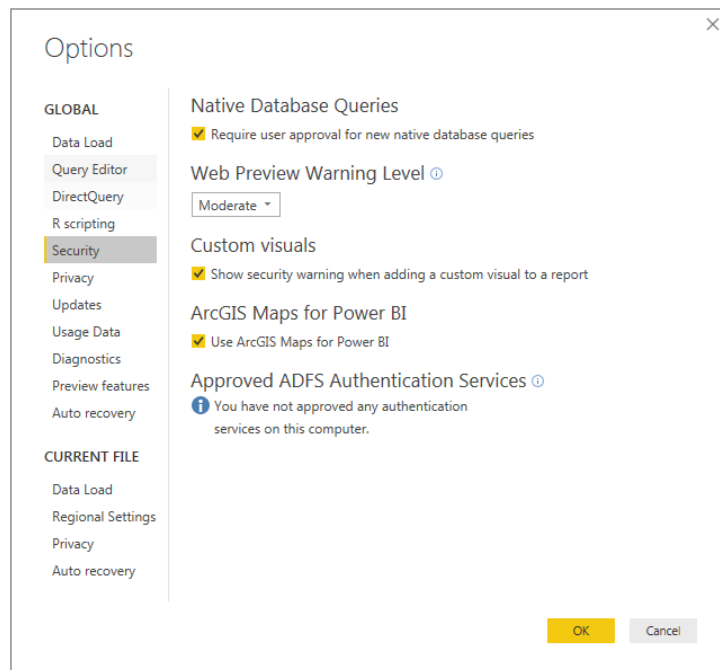 Options
GLOBAL
Data Load
Query Editor
DirectQuery
R scripting
Security
Privacy
Updates
Usage Data
Diagnostics
Preview features
Auto recovery
CURRENT FILE
Data Load
Regional Settings
Privacy
Auto recovery
Native Database Queries
Require user approval for new native database queries
Web Preview Warning Level
Moderate
Custom visuals
Show security warning when adding a custom visual to a report
ArcGIS Maps for Power BI
Use ArcGIS Maps for Power BI
Approved ADFS Authentication Services
You have not approved any authentication
services on this computer.
OK
Cancel